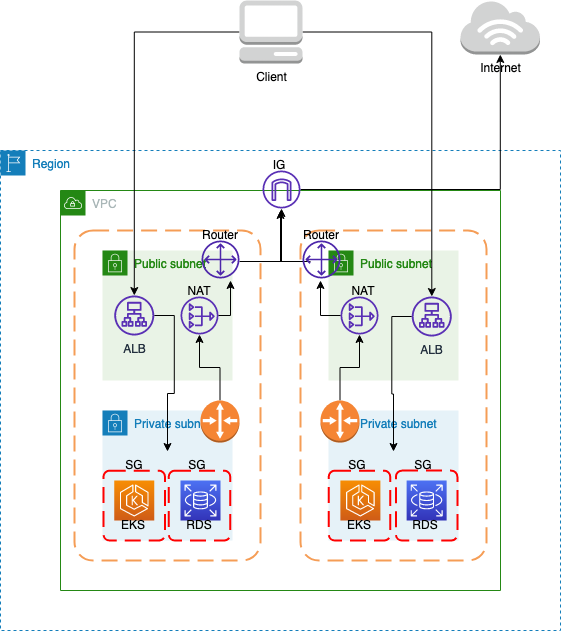 Client
Internet
Region
IG
VPC
Router
Router
Public subnet
Public subnet
NAT
NAT
ALB
ALB
Private subnet
Private subnet
SG
SG
SG
SG
EKS
RDS
EKS
RDS